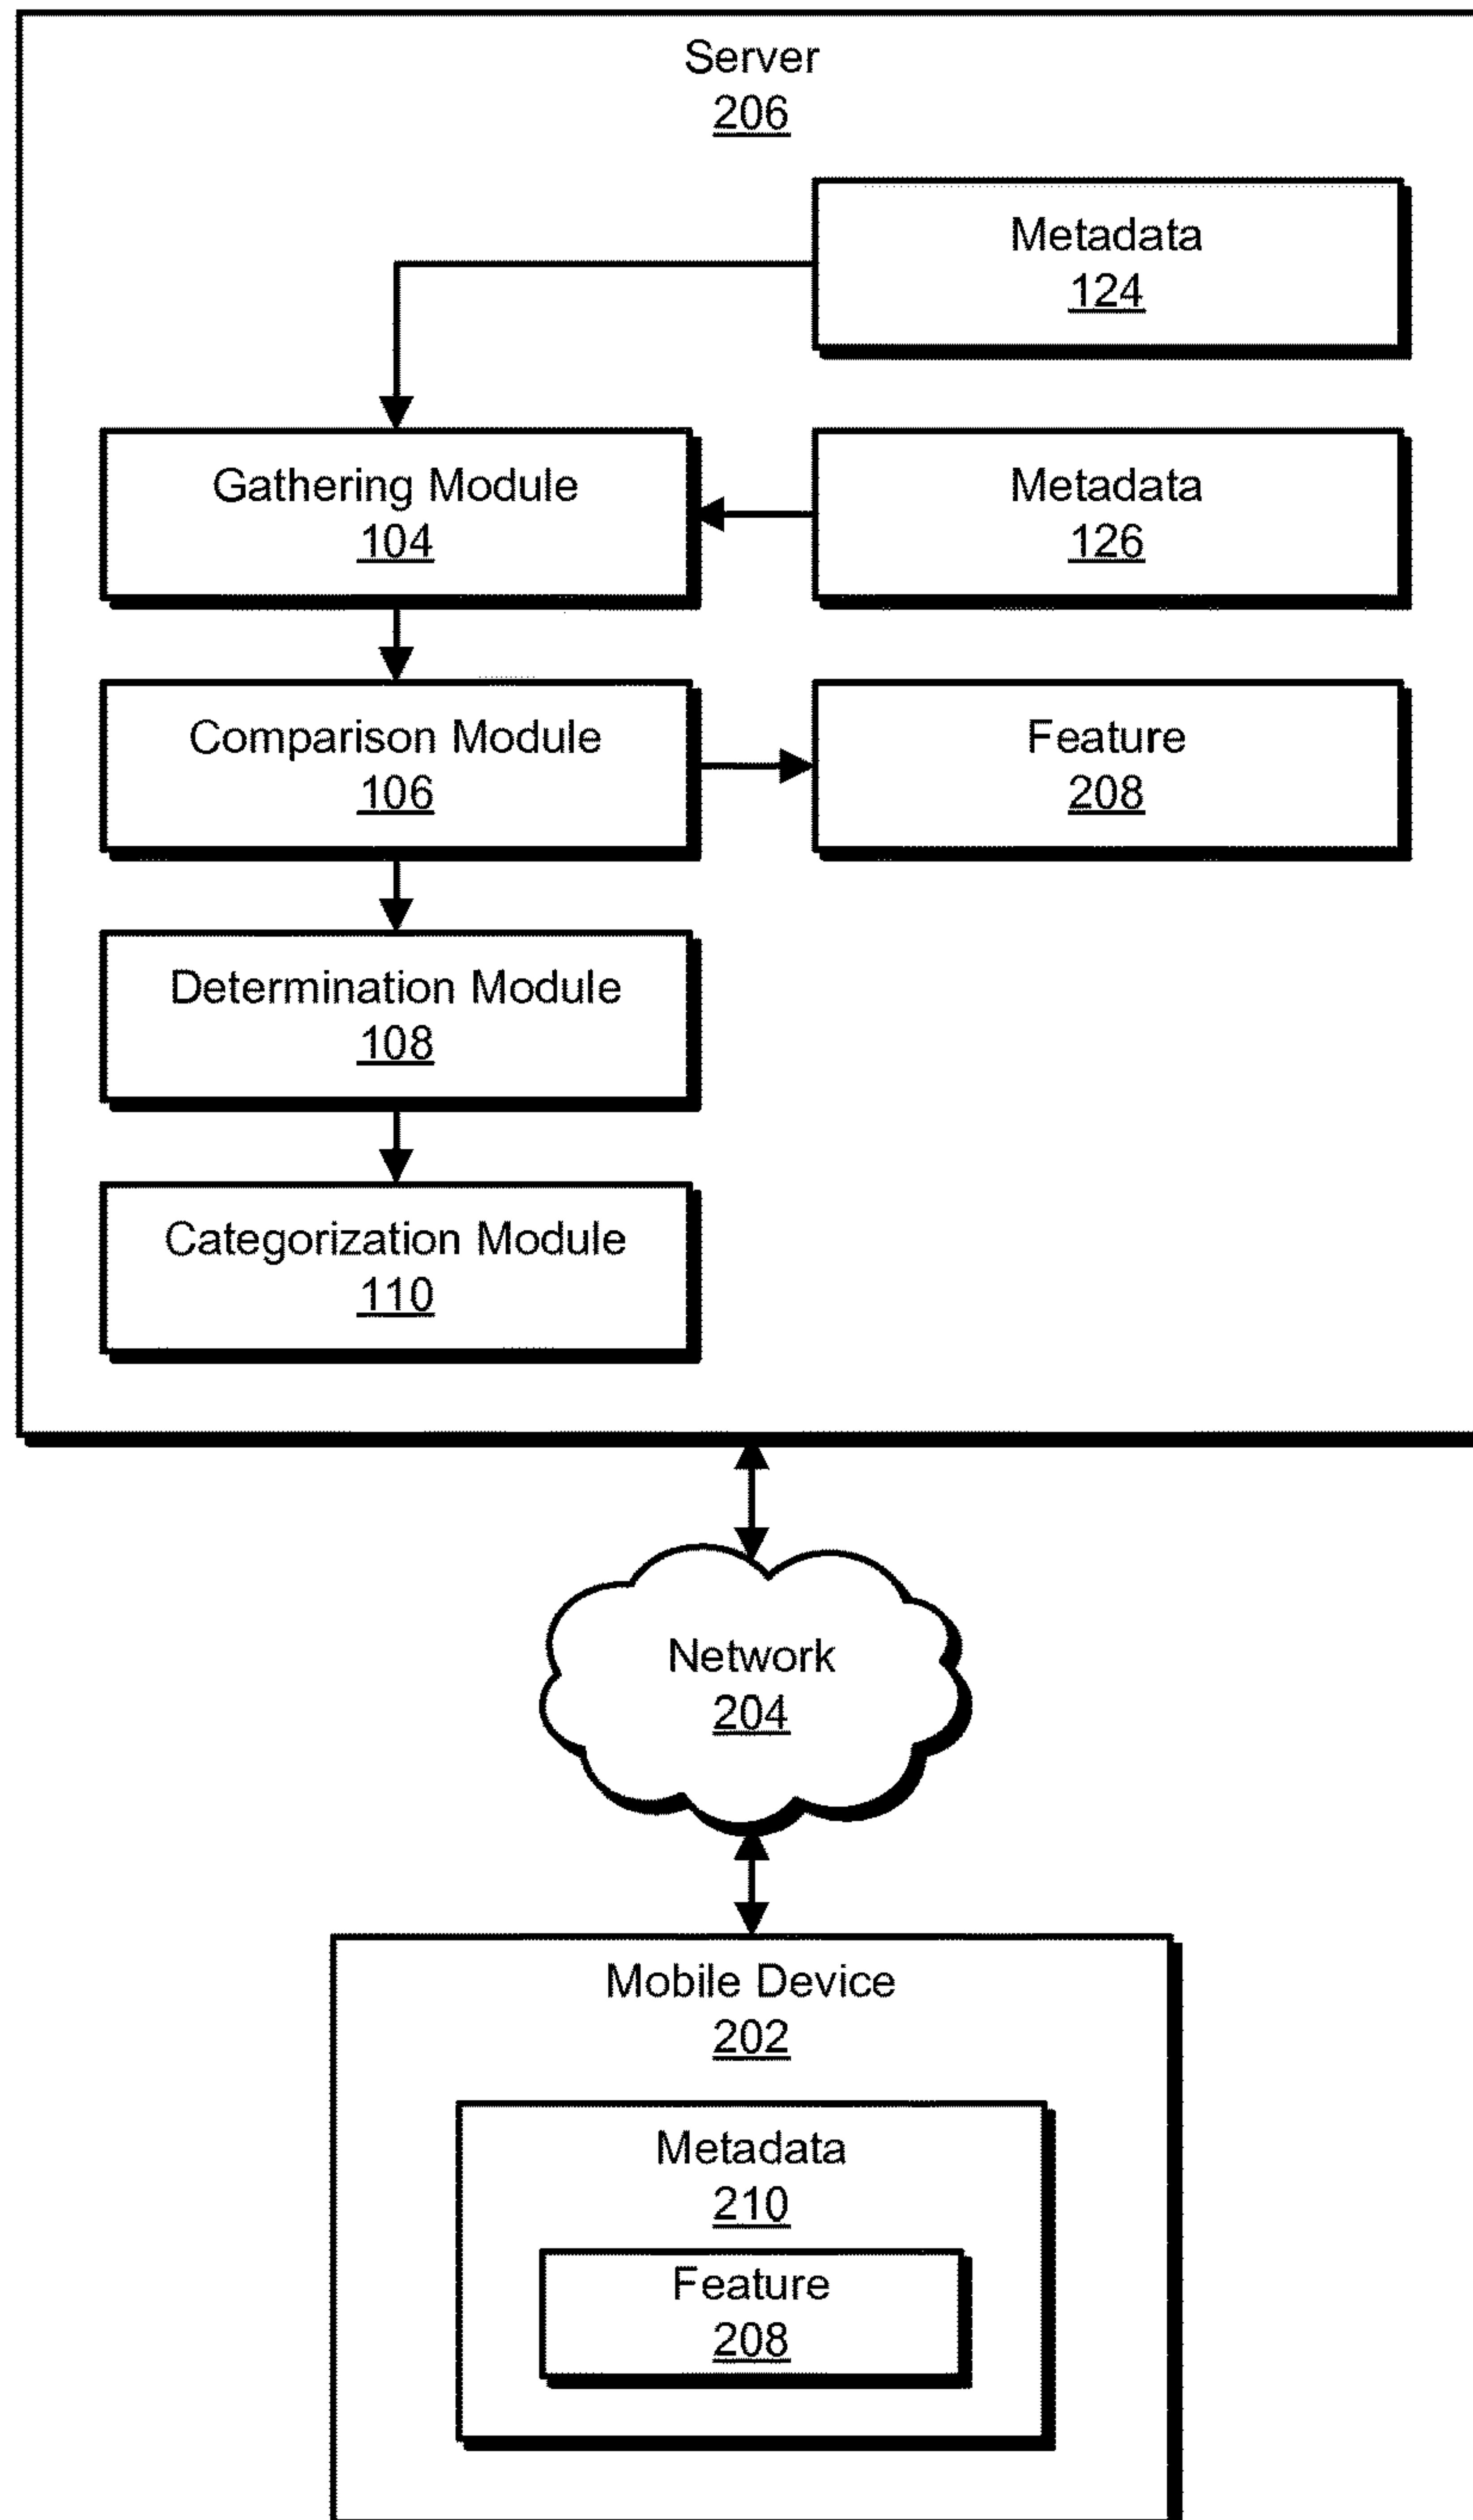 Server
206
Metadata
124
Gathering Module
104
Metadata
126
Comparison Module
106
Feature
208
Determination Module
108
Categorization Module
110
Network
204
Mobile Device
202
Metadata
210
Feature
208